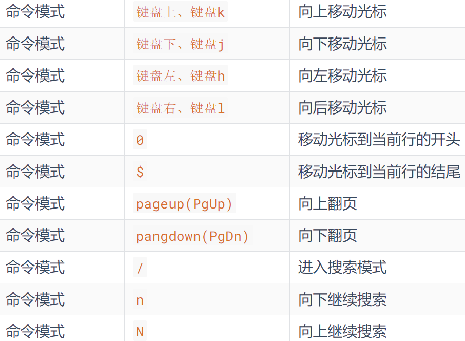 命令模式 键盘上、键盘k 向上移动光标
命令模式 键盘下、键盘j 向下移动光标
命令模式 键盘左、键盘h 向左移动光标
命令模式 键盘右、键盘l 向后移动光标
命令模式 0 移动光标到当前行的开头
命令模式 $ 移动光标到当前行的结尾
命令模式 pageup(PgUp) 向上翻页
命令模式 pangdown(PgDn) 向下翻页
命令模式 / 进入搜索模式
命令模式 n 向下继续搜索
命令模式 N 向上继续搜索